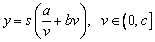 y = s(a/v + bv), v ∈ (0, c]